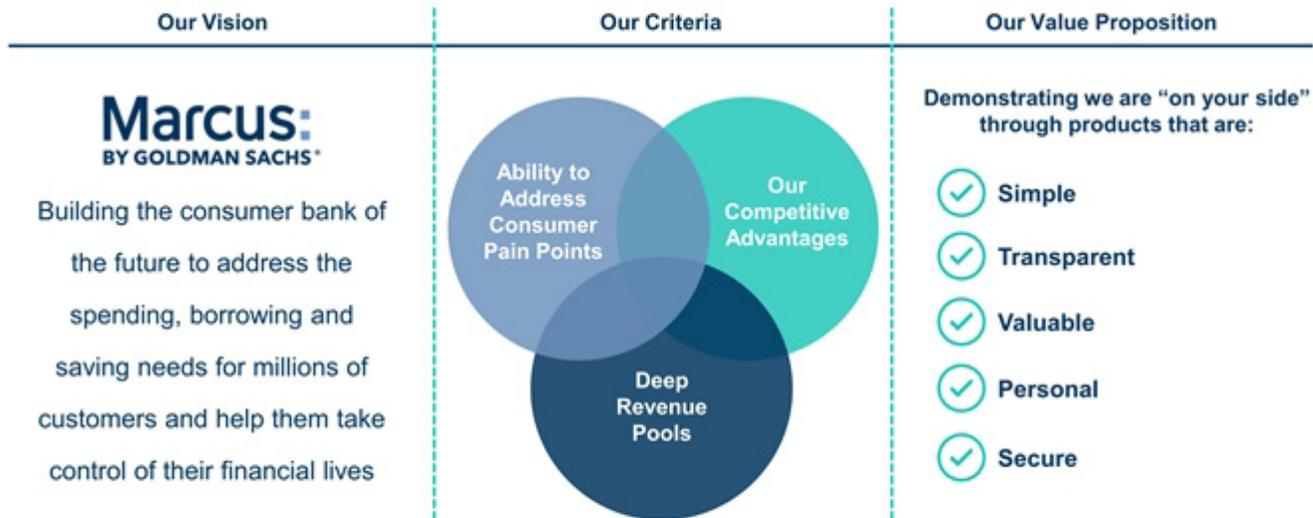 Our Vision
Our Criteria
Our Value Proposition
Marcus:
BY GOLDMAN SACHS®
Building the consumer bank of
the future to address the
spending, borrowing and
saving needs for millions of
customers and help them take
control of their financial lives
Ability to
Address
Consumer
Pain Points
Our
Competitive
Advantages
Deep
Revenue
Pools
Demonstrating we are “on your side”
through products that are:
Simple
Transparent
Valuable
Personal
Secure